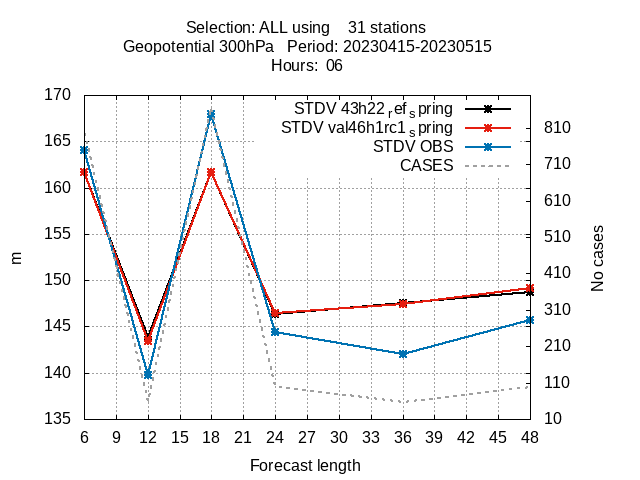 Selection: ALL using 31 stations
Geopotential 300hPa Period: 20230415-20230515
Hours: 06
STDV 43h22 ref spring
STDV val46h1rc1 spring
STDV OBS
CASES
170
165
160
155
150
145
140
135
m
810
710
610
510
410
310
210
110
10
No cases
6 9 12 15 18 21 24 27 30 33 36 39 42 45 48
Forecast length